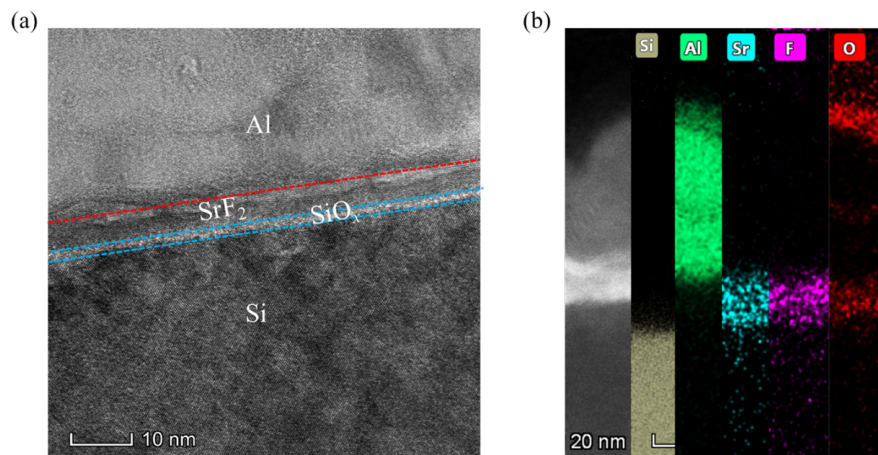 (a)
(b)
Al
SrF₂
SiOₓ
Si
10 nm
Si Al Sr F O
20 nm